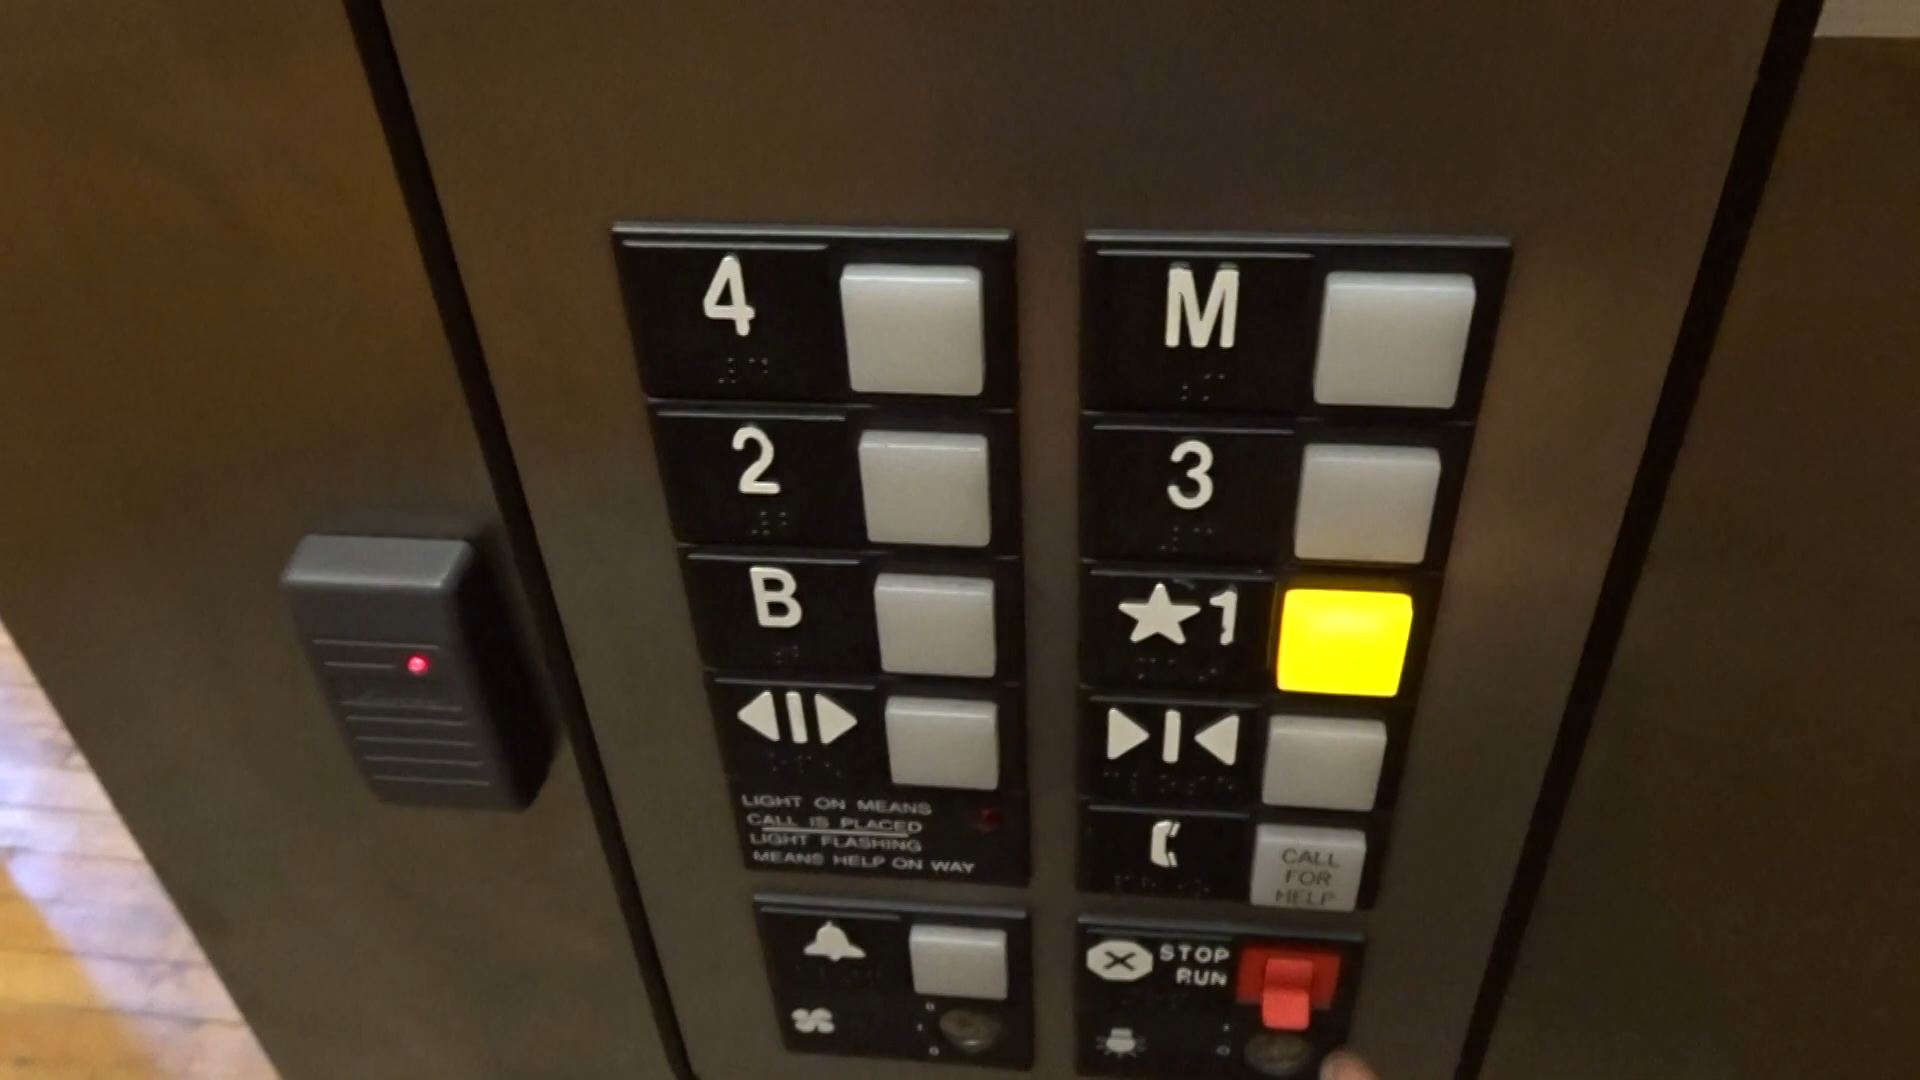 4
M
2
3
B
★1
LIGHT ON MEANS
CALL IS PLACED
LIGHT FLASHING
MEANS HELP ON WAY
CALL
FOR
HELP
STOP
RUN